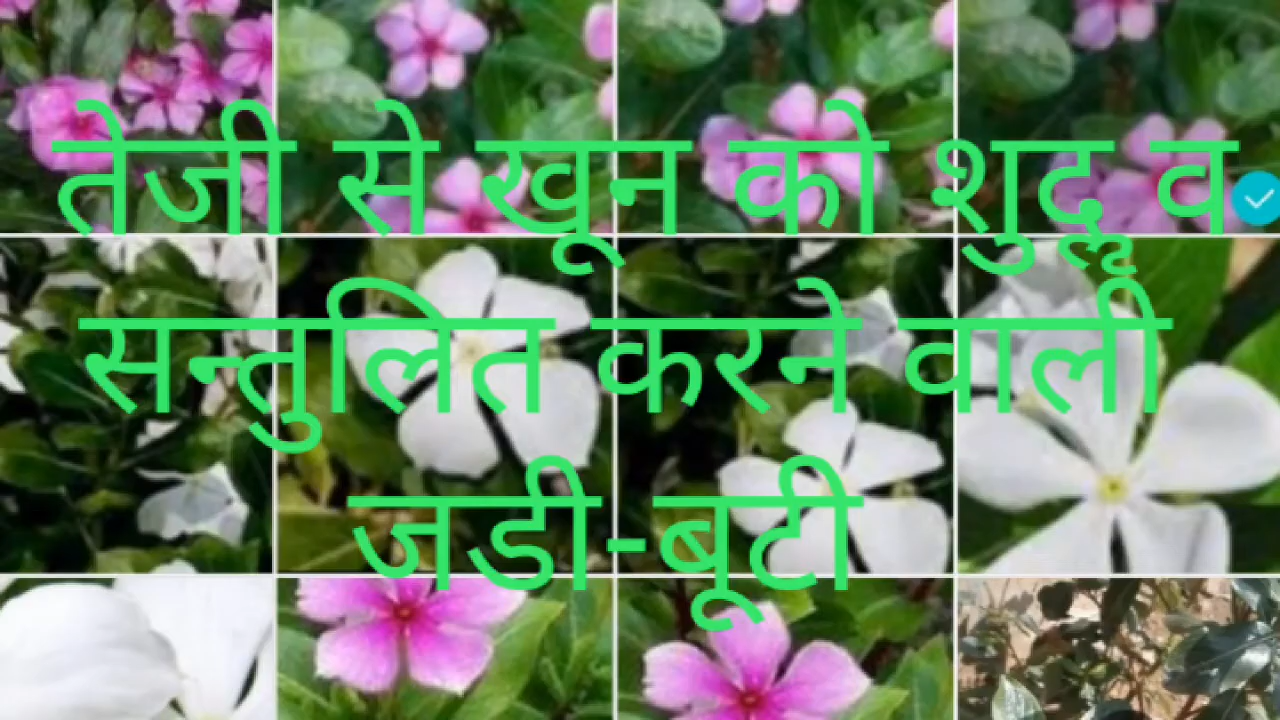 तेजी से खून को शुद्ध व
सन्तुलित करने वाली
जडी-बूटी